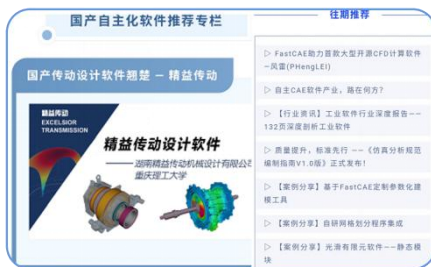 国产自主化软件推荐专栏
国产传动设计软件翘楚 — 精益传动
精益传动
EXCELSIOR
TRANSMISSION
精益传动设计软件
——湖南精益传动机械设计有限公司
重庆理工大学
往期推荐
▷ FastCAE助力首款大型开源CFD计算软件
—风雷(PHengLEI)
▷ 自主CAE软件产业，路在何方？
▷ 【行业资讯】工业软件行业深度报告——
132页深度剖析工业软件
▷ 质量提升，标准先行 ——《仿真分析规范
编制指南V1.0版》正式发布！
▷ 【案例分享】基于FastCAE定制参数化建
模工具
▷ 【案例分享】自研网格划分程序集成
▷ 【案例分享】光滑有限元软件——静态模
块